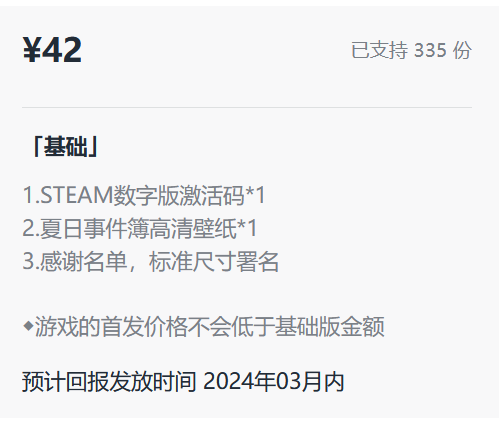 ¥42
已支持 335 份
「基础」
1.STEAM数字版激活码*1
2.夏日事件簿高清壁纸*1
3.感谢名单，标准尺寸署名
◆游戏的首发价格不会低于基础版金额
预计回报发放时间 2024年03月内